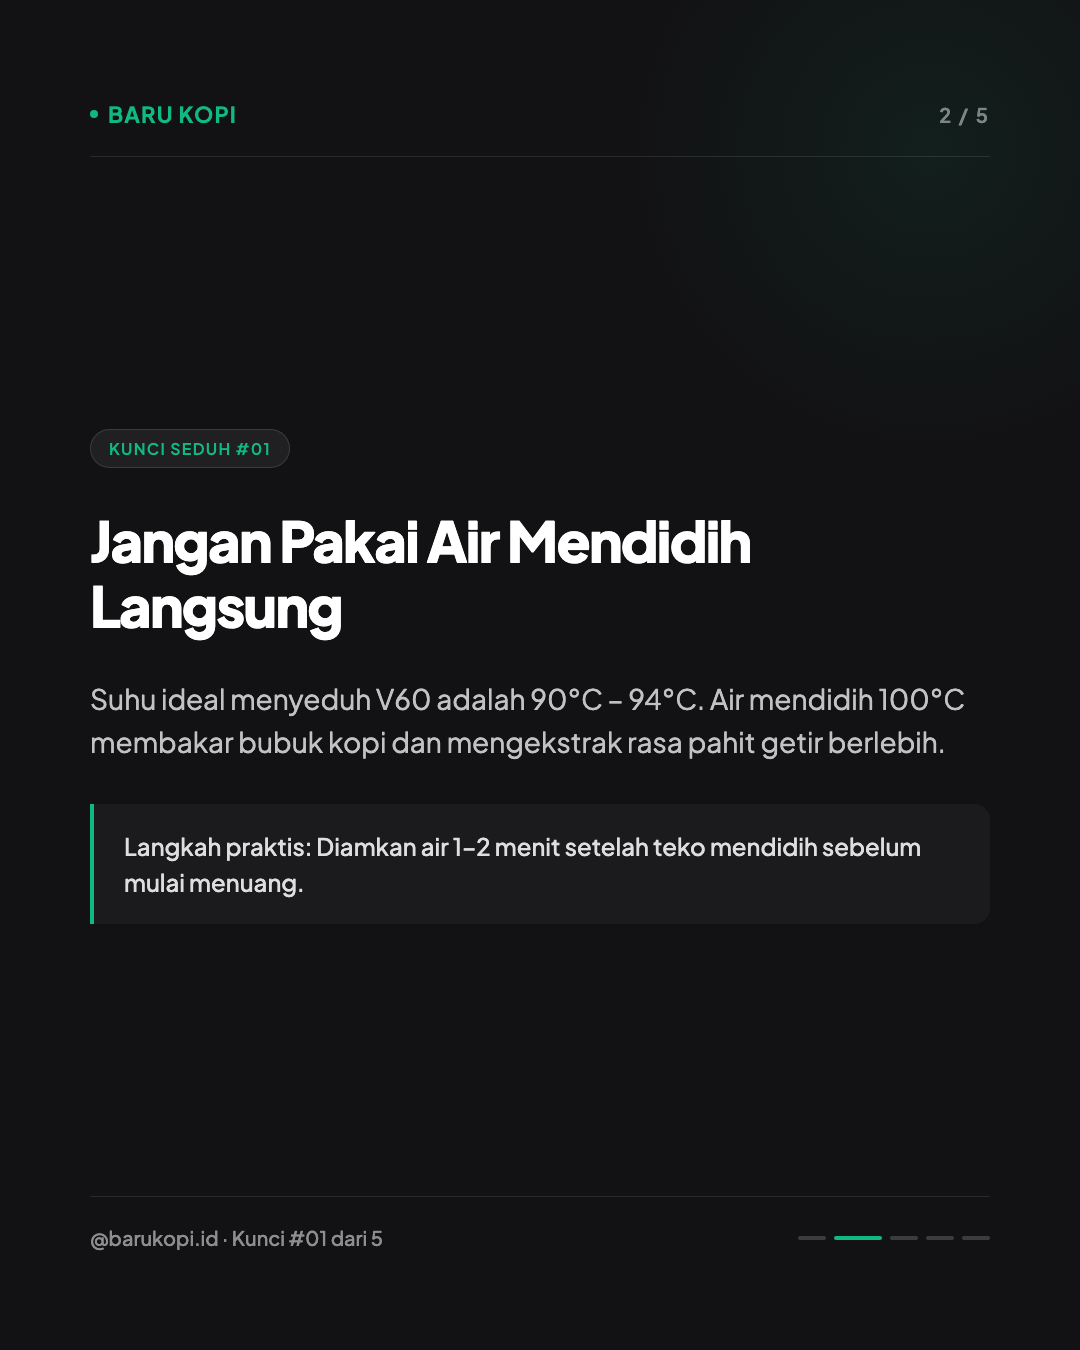 BARU KOPI
2 / 5
KUNCI SEDUH #01
Jangan Pakai Air Mendidih
Langsung
Suhu ideal menyeduh V60 adalah 90°C – 94°C. Air mendidih 100°C
membakar bubuk kopi dan mengekstrak rasa pahit getir berlebih.
Langkah praktis: Diamkan air 1–2 menit setelah teko mendidih sebelum
mulai menuang.
@barukopi.id · Kunci #01 dari 5